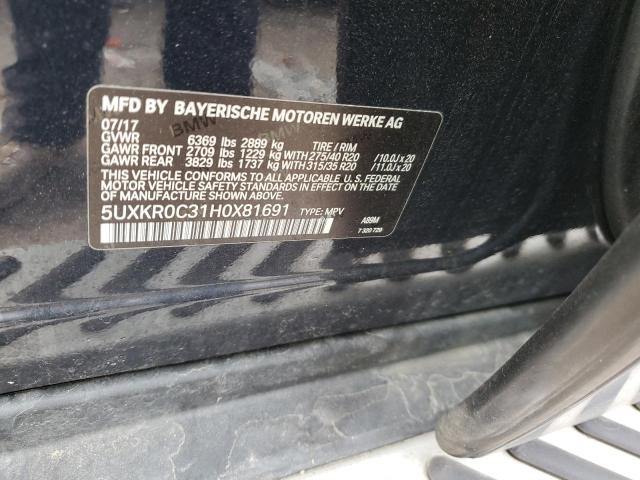 MFD BY BAYERISCHE MOTOREN WERKE AG
07/17
GVWR 6369 lbs 2889 kg TIRE / RIM
GAWR FRONT 2709 lbs 1229 kg WITH 275/40 R20 /10.0J x 20
GAWR REAR 3829 lbs 1737 kg WITH 315/35 R20 /11.0J x 20
THIS VEHICLE CONFORMS TO ALL APPLICABLE U.S. FEDERAL
MOTOR VEHICLE SAFETY STANDARDS IN EFFECT ON THE DATE
OF MANUFACTURE SHOWN ABOVE.
5UXKR0C31H0X81691 TYPE: MPV
A89M
7 320 729